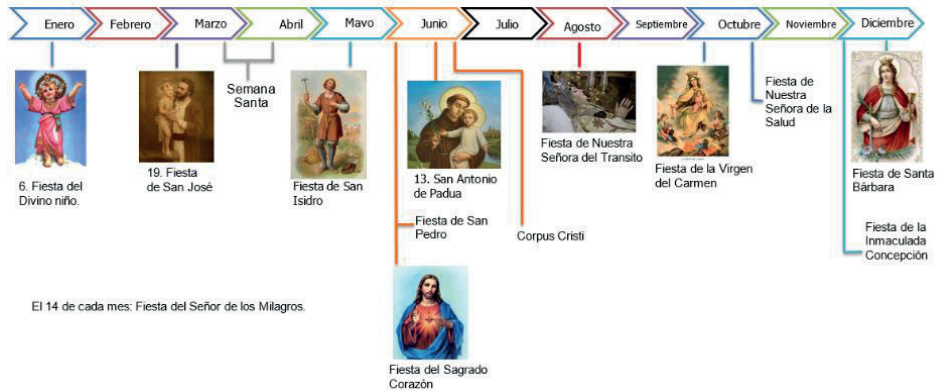 Enero
Febrero
Marzo
Abril
Mavo
Junio
Julio
Agosto
Septiembre
Octubre
Noviembre
Diciembre
6. Fiesta del
Divino niño.
19. Fiesta
de San José
Semana
Santa
Fiesta de San
Isidro
13. San Antonio
de Padua
Fiesta de San
Pedro
Fiesta del Sagrado
Corazón
Corpus Cristi
Fiesta de Nuestra
Señora del Transito
Fiesta de la Virgen
del Carmen
Fiesta de
Nuestra
Señora de la
Salud
Fiesta de Santa
Bárbara
Fiesta de la
Inmaculada
Concepción
El 14 de cada mes: Fiesta del Señor de los Milagros.